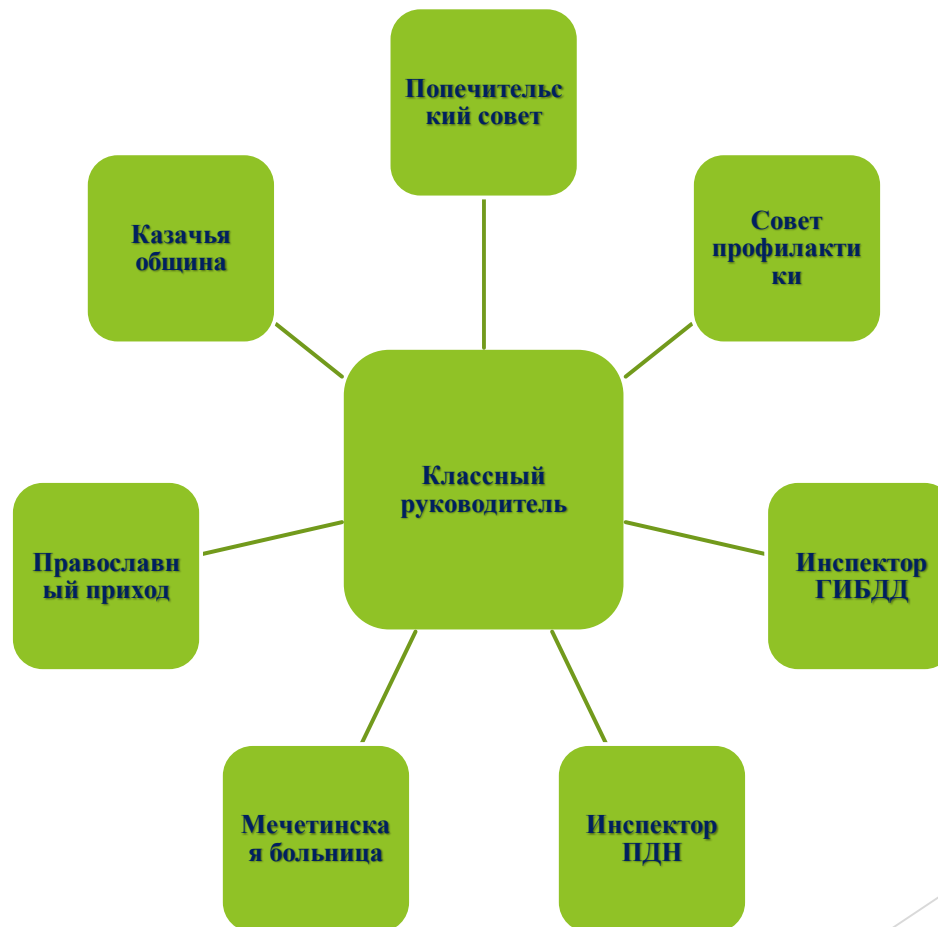 Попечительс
кий совет
Казачья
община
Совет
профилакти
ки
Классный
руководитель
Православн
ый приход
Инспектор
ГИБДД
Мечетинска
я больница
Инспектор
ПДН